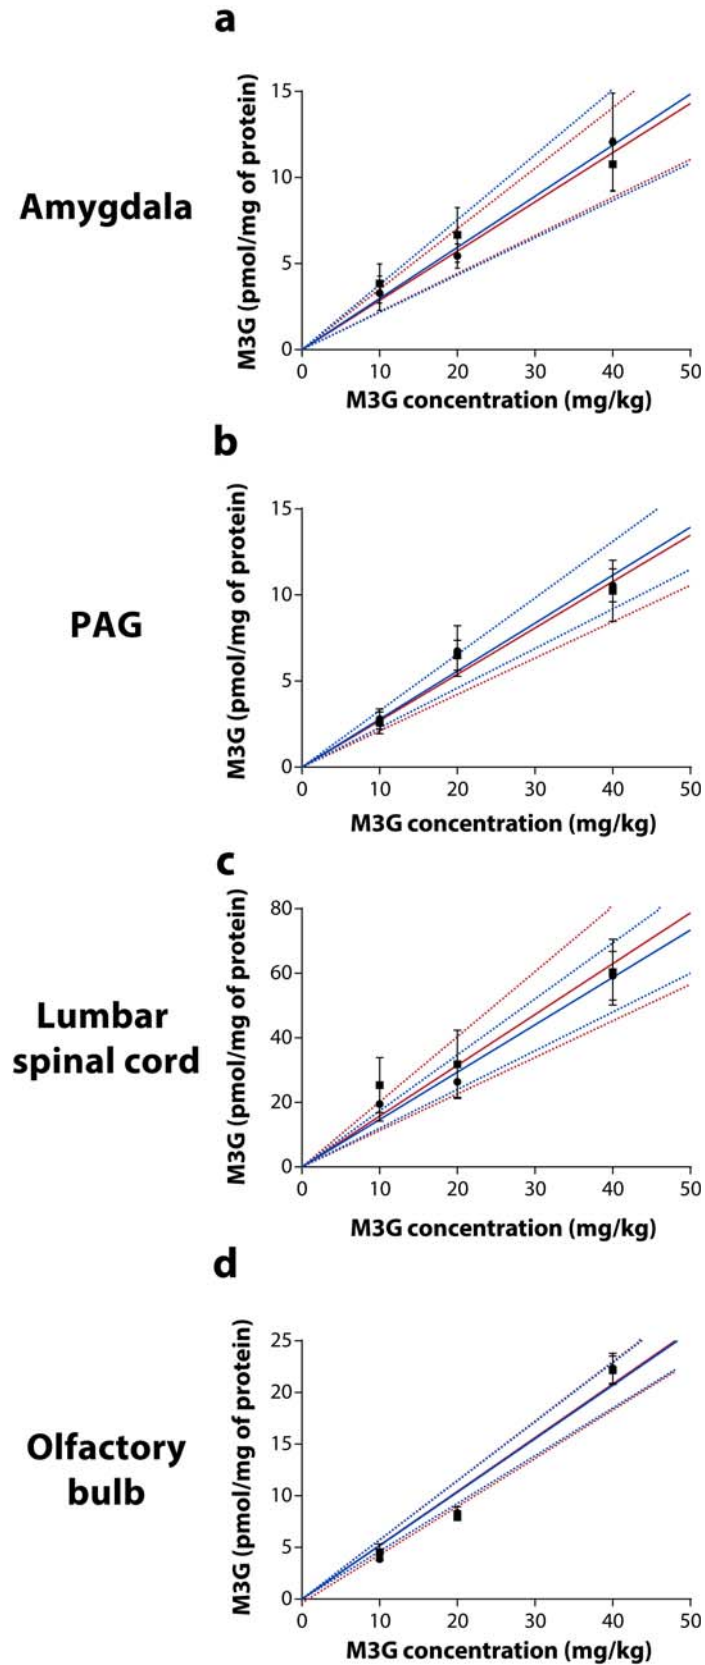 a
Amygdala
M3G (pmol/mg of protein)
15
10
5
0
0 10 20 30 40 50
M3G concentration (mg/kg)
b
PAG
M3G (pmol/mg of protein)
15
10
5
0
0 10 20 30 40 50
M3G concentration (mg/kg)
c
Lumbar
spinal cord
M3G (pmol/mg of protein)
80
60
40
20
0
0 10 20 30 40 50
M3G concentration (mg/kg)
d
Olfactory
bulb
M3G (pmol/mg of protein)
25
20
15
10
5
0
0 10 20 30 40 50
M3G concentration (mg/kg)